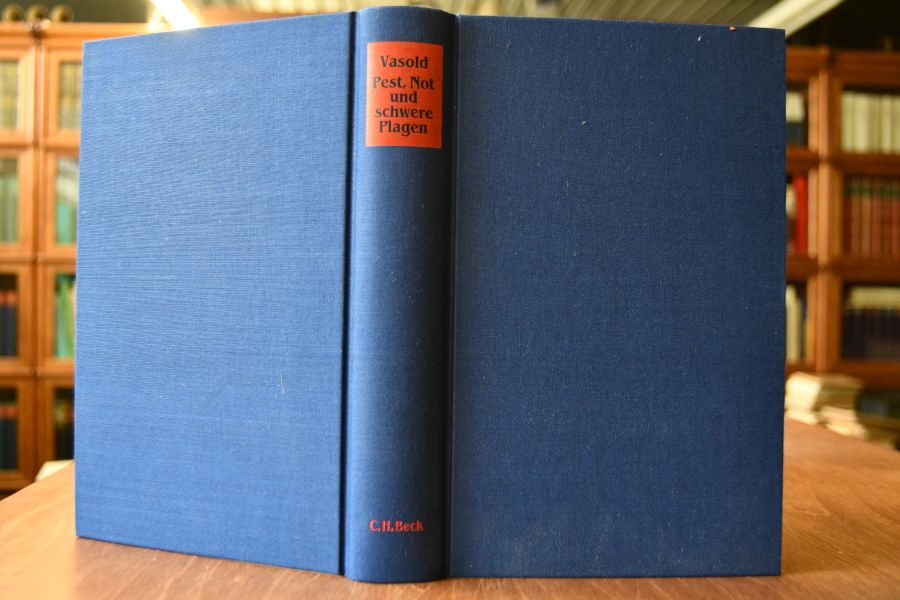 Vasold
Pest, Not
und
schwere
Plagen
C.H.Beck